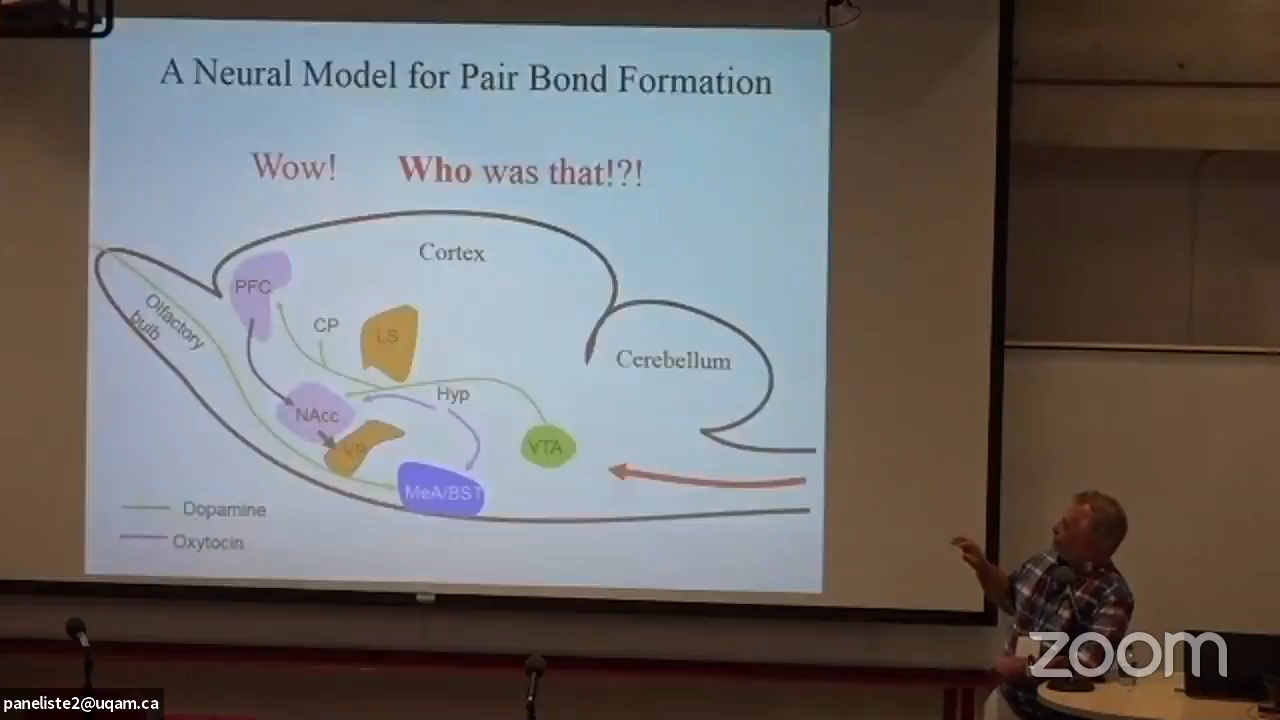 A Neural Model for Pair Bond Formation
Wow! Who was that!?!
Cortex
PFC
Olfactory
bulb
CP
LS
Cerebellum
Hyp
NAcc
VP
VTA
MeA/BST
Dopamine
Oxytocin
zoom
paneliste2@uqam.ca